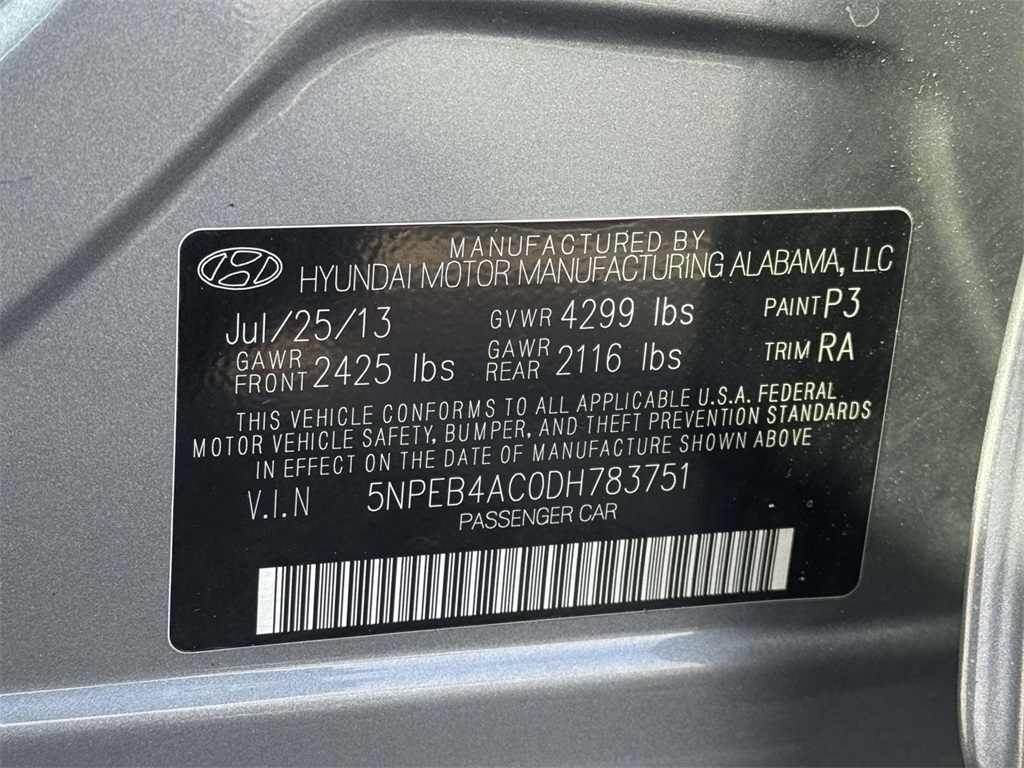 MANUFACTURED BY
HYUNDAI MOTOR MANUFACTURING ALABAMA, LLC
Jul/25/13 GVWR 4299 lbs PAINT P3
GAWR FRONT 2425 lbs GAWR REAR 2116 lbs TRIM RA
THIS VEHICLE CONFORMS TO ALL APPLICABLE U.S.A. FEDERAL
MOTOR VEHICLE SAFETY, BUMPER, AND THEFT PREVENTION STANDARDS
IN EFFECT ON THE DATE OF MANUFACTURE SHOWN ABOVE
V.I.N 5NPEB4AC0DH783751
PASSENGER CAR